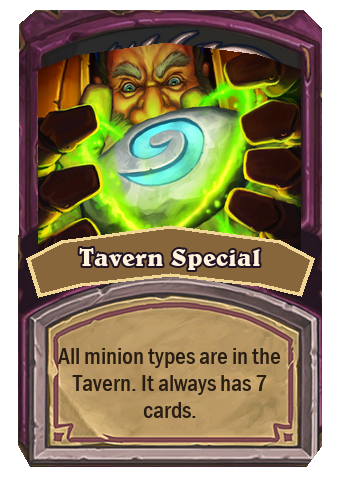 Tavern Special
All minion types are in the
Tavern. It always has 7
cards.